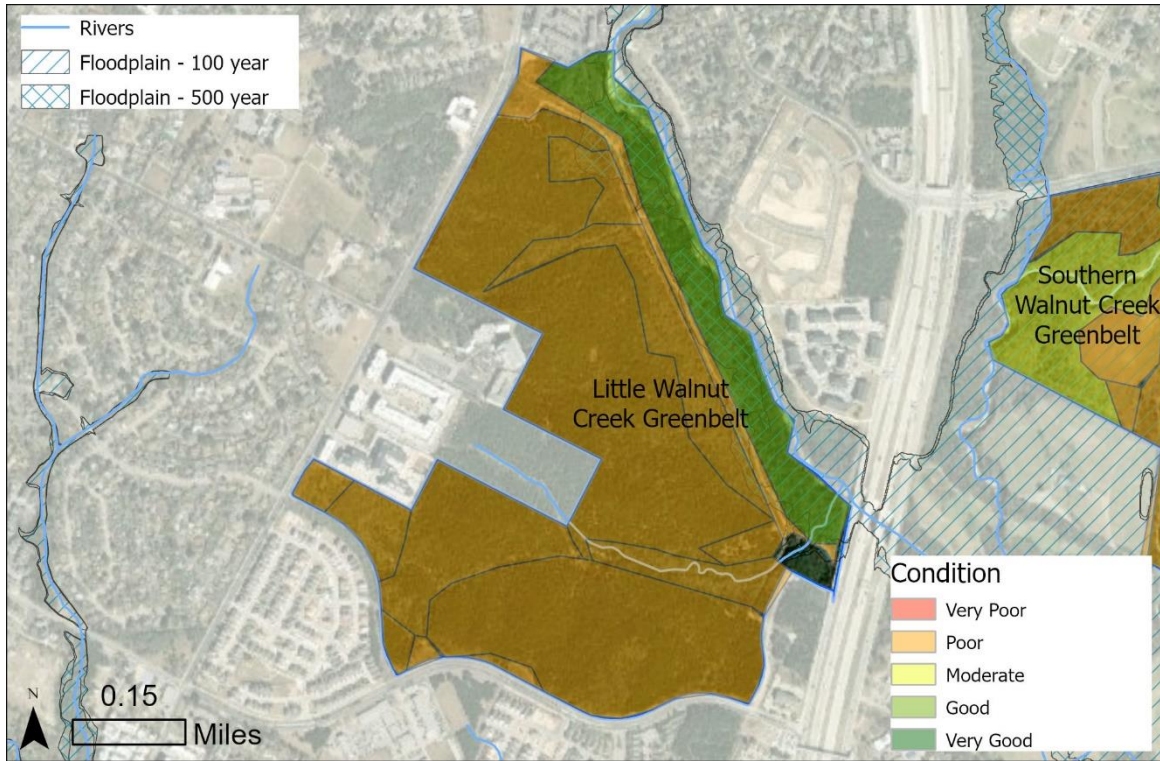 Rivers
Floodplain - 100 year
Floodplain - 500 year
Southern
Walnut Creek
Greenbelt
Little Walnut
Creek Greenbelt
Condition
Very Poor
Poor
Moderate
Good
Very Good
N
0.15
Miles